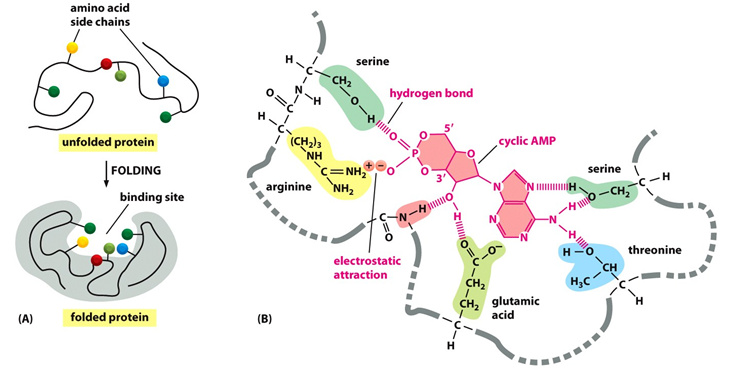 amino acid
side chains
unfolded protein
FOLDING
binding site
folded protein
(A)
serine
H
C
CH₂
O
H
N
H
O
C
H
C
hydrogen bond
(CH₂)₃
NH
C
NH₂
NH₂
arginine
+ −
O
P
O
O
O
5′
3′
O
cyclic AMP
electrostatic
attraction
C
O
N
H
O
H
N
N
N
N
N
H
H
serine
H
O
CH₂
C
H
threonine
H
O
CH
H₃C
C
H
O
C
O⁻
CH₂
CH₂
C
H
glutamic
acid
(B)